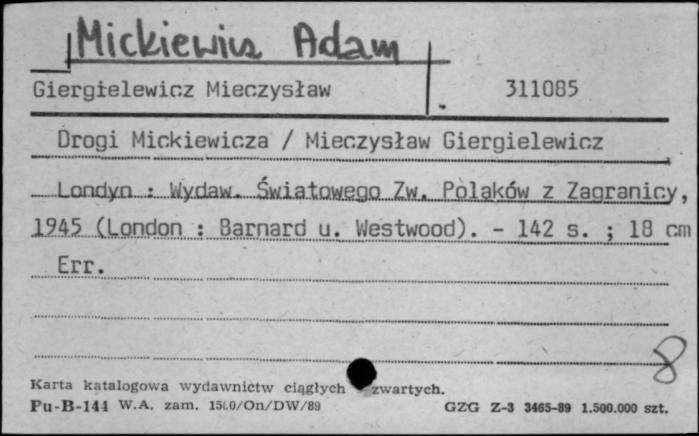 Mickiewicz Adam
Giergielewicz Mieczysław 311085
Drogi Mickiewicza / Mieczysław Giergielewicz
Londyn : Wydaw. Światowego Zw. Polaków z Zagranicy,
1945 (London : Barnard u. Westwood). - 142 s. ; 18 cm
Err.
8
Karta katalogowa wydawnictw ciągłych zwartych.
Pu-B-144 W.A. zam. /On/DW/89 GZG Z-3 3465-89 1.500.000 szt.